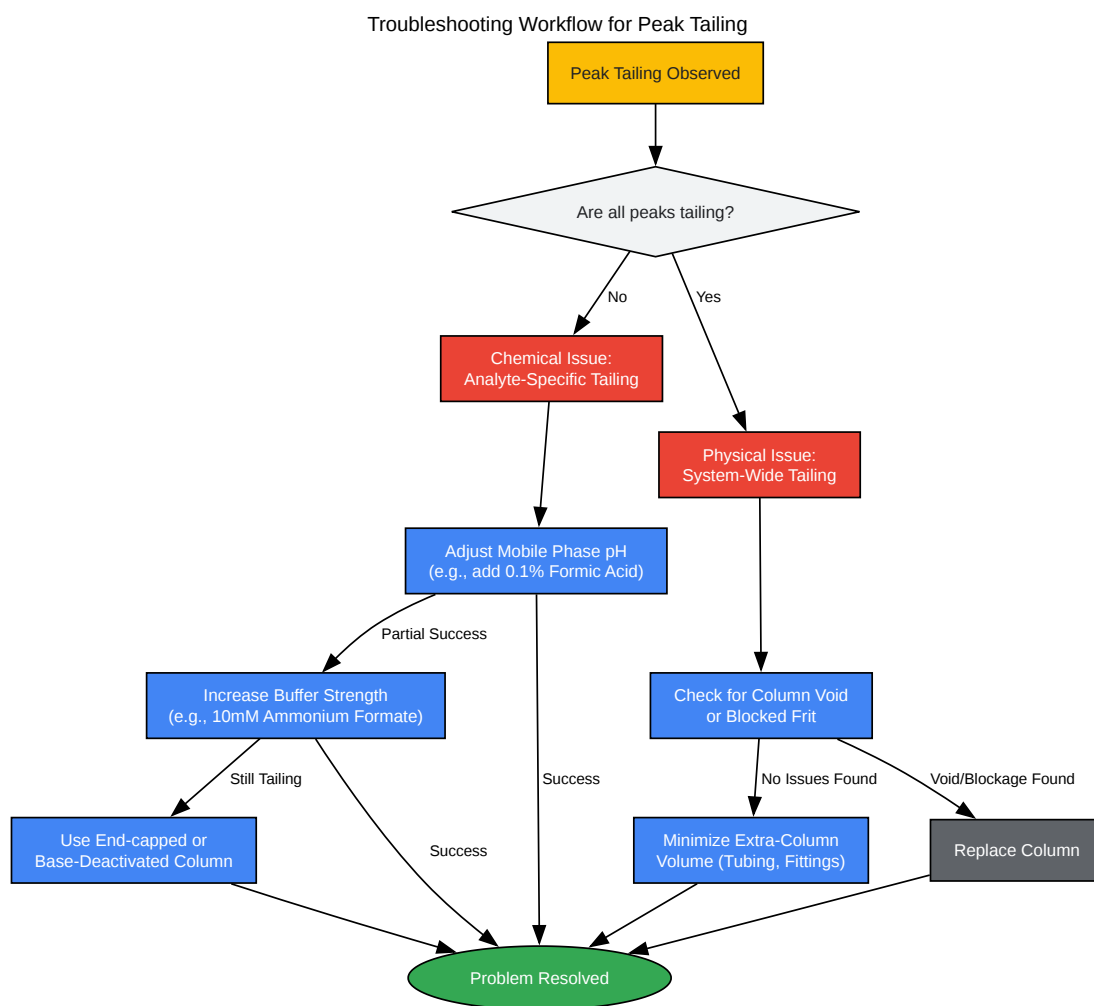 Troubleshooting Workflow for Peak Tailing
Peak Tailing Observed
Are all peaks tailing?
No
Yes
Chemical Issue:
Analyte-Specific Tailing
Physical Issue:
System-Wide Tailing
Adjust Mobile Phase pH
(e.g., add 0.1% Formic Acid)
Partial Success
Increase Buffer Strength
(e.g., 10mM Ammonium Formate)
Check for Column Void
or Blocked Frit
Still Tailing
Success
No Issues Found
Void/Blockage Found
Use End-capped or
Base-Deactivated Column
Success
Minimize Extra-Column
Volume (Tubing, Fittings)
Replace Column
Problem Resolved